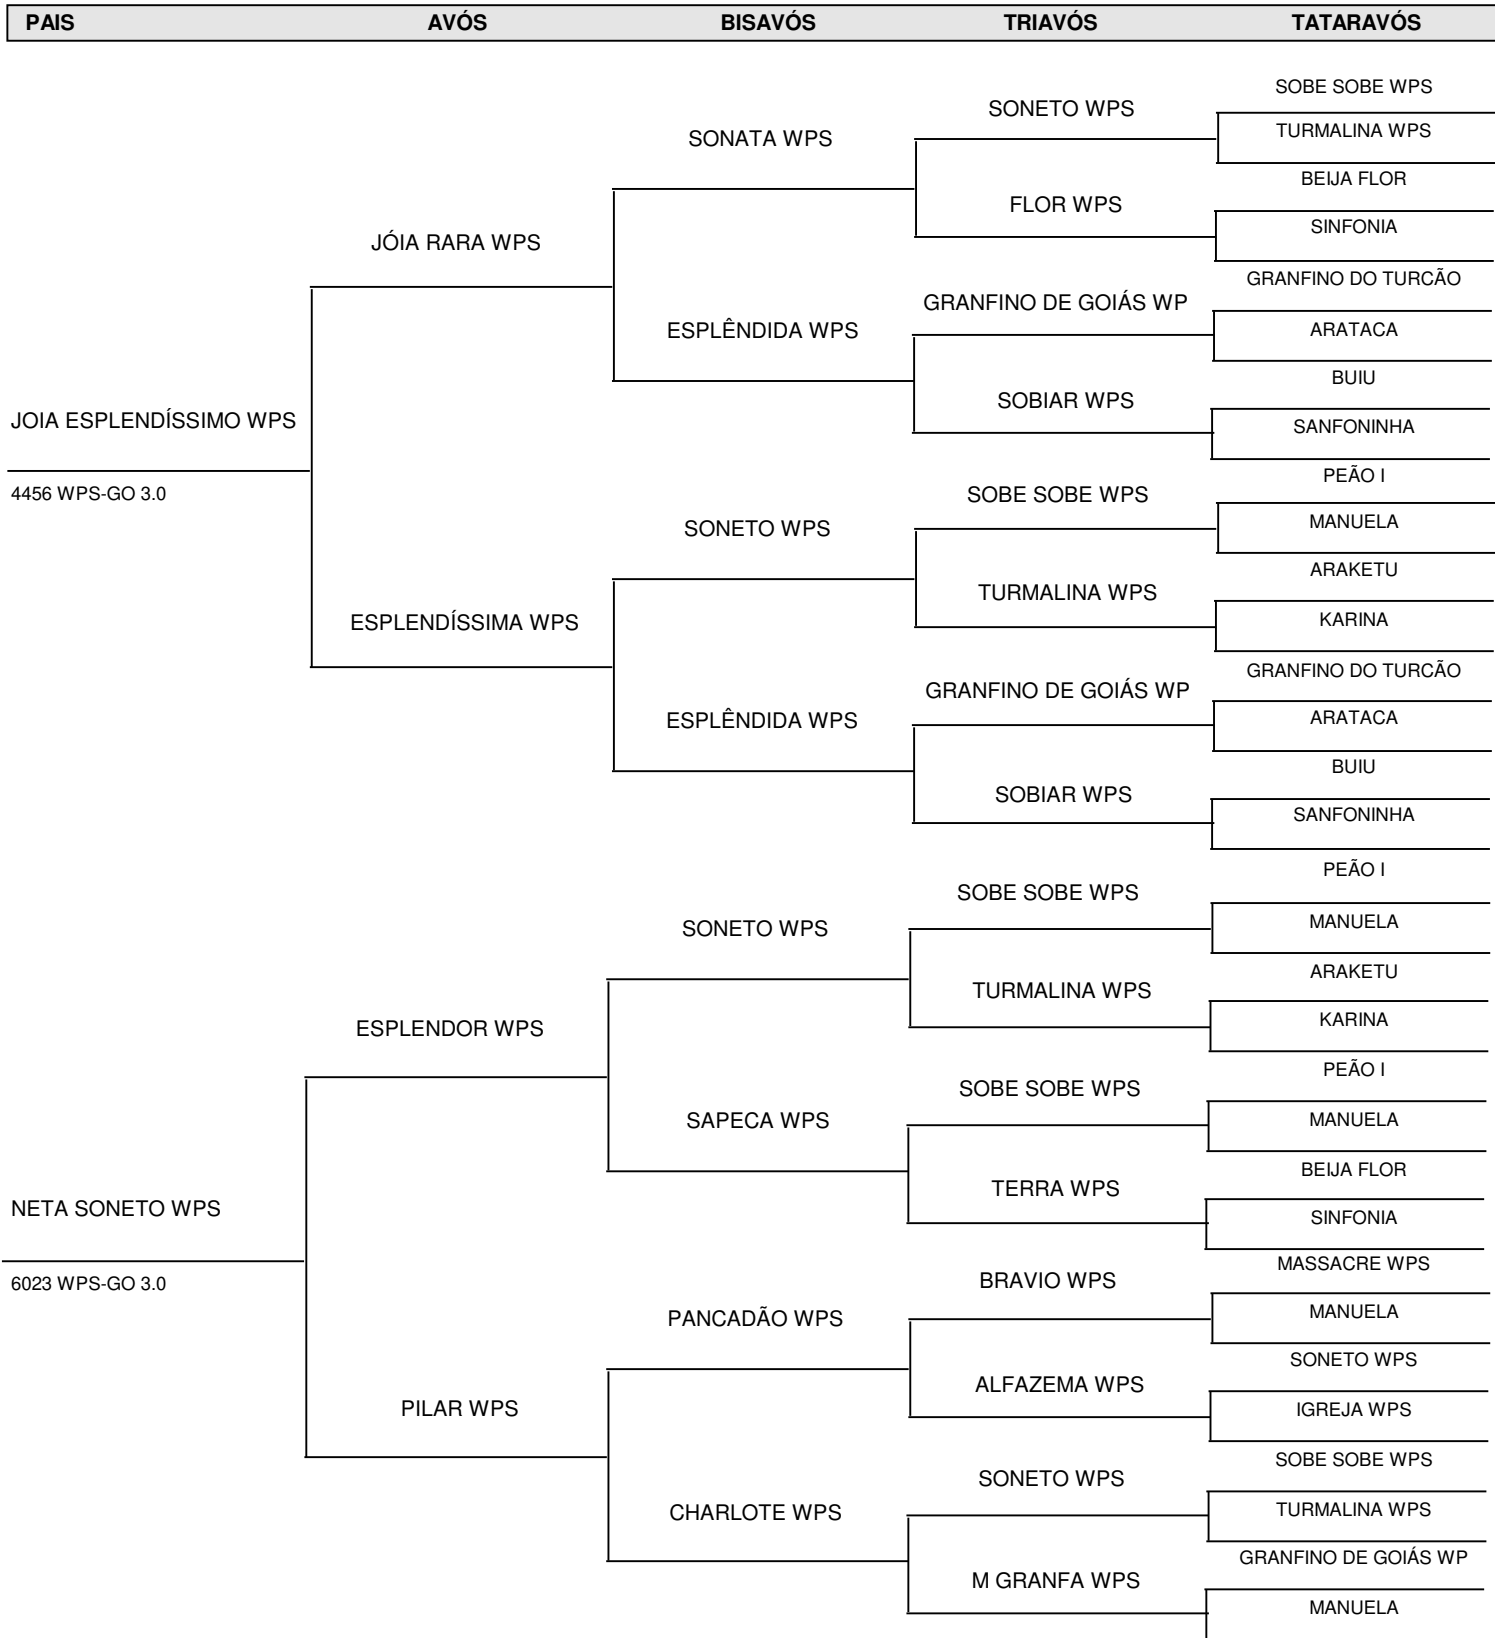 PAIS AVÓS BISAVÓS TRIAVÓS TATARAVÓS
SOBE SOBE WPS
SONETO WPS
TURMALINA WPS
SONATA WPS
BEIJA FLOR
FLOR WPS
SINFONIA
JÓIA RARA WPS
GRANFINO DO TURCÃO
GRANFINO DE GOIÁS WP
ESPLÊNDIDA WPS
ARATACA
BUIU
SOBIAR WPS
JOIA ESPLENDÍSSIMO WPS
SANFONINHA
4456 WPS-GO 3.0
PEÃO I
SOBE SOBE WPS
MANUELA
SONETO WPS
ARAKETU
TURMALINA WPS
KARINA
ESPLENDÍSSIMA WPS
GRANFINO DO TURCÃO
GRANFINO DE GOIÁS WP
ESPLÊNDIDA WPS
ARATACA
BUIU
SOBIAR WPS
SANFONINHA
PEÃO I
SOBE SOBE WPS
MANUELA
SONETO WPS
ARAKETU
TURMALINA WPS
KARINA
ESPLENDOR WPS
PEÃO I
SOBE SOBE WPS
SAPECA WPS
MANUELA
BEIJA FLOR
TERRA WPS
NETA SONETO WPS
SINFONIA
6023 WPS-GO 3.0
MASSACRE WPS
BRAVIO WPS
MANUELA
PANCADÃO WPS
SONETO WPS
ALFAZEMA WPS
IGREJA WPS
PILAR WPS
SOBE SOBE WPS
SONETO WPS
CHARLOTE WPS
TURMALINA WPS
GRANFINO DE GOIÁS WP
M GRANFA WPS
MANUELA